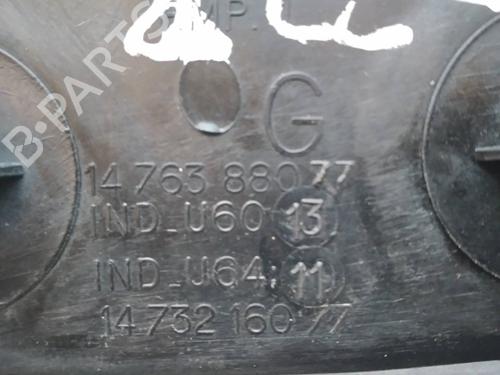 G
14 763 880 77
IND_U60 13
IND_U64 11
14 732 160 77
B-PARTS